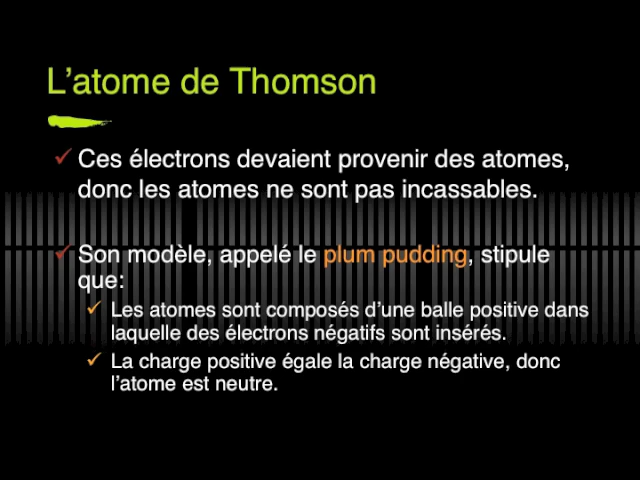 L’atome de Thomson
Ces électrons devaient provenir des atomes,
donc les atomes ne sont pas incassables.
Son modèle, appelé le plum pudding, stipule
que:
Les atomes sont composés d’une balle positive dans
laquelle des électrons négatifs sont insérés.
La charge positive égale la charge négative, donc
l’atome est neutre.